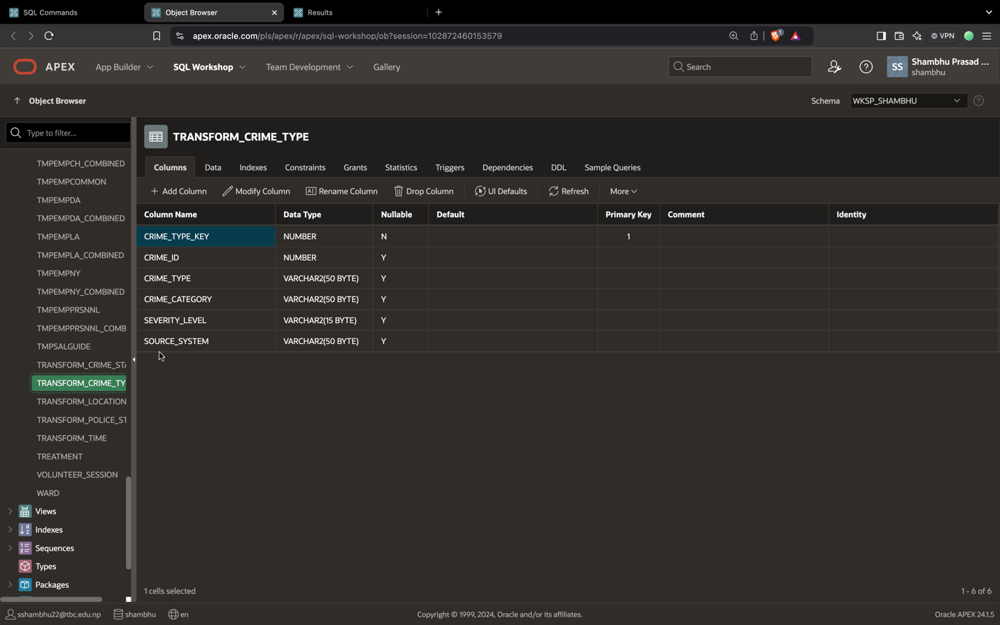 SQL Commands
Object Browser
Results
apex.oracle.com/pls/apex/r/apex/sql-workshop/ob?session=102872460153579
1
VPN
APEX
App Builder
SQL Workshop
Team Development
Gallery
Search
SS
Shambhu Prasad ...
shambhu
Object Browser
Schema
WKSP_SHAMBHU
Type to filter...
TMPEMPCH_COMBINED
TMPEMPCOMMON
TMPEMPDA
TMPEMPDA_COMBINED
TMPEMPLA
TMPEMPLA_COMBINED
TMPEMPNY
TMPEMPNY_COMBINED
TMPEMPPRSNNL
TMPEMPPRSNNL_COMB
TMPSALGUIDE
TRANSFORM_CRIME_STA
TRANSFORM_CRIME_TY
TRANSFORM_LOCATION
TRANSFORM_POLICE_ST
TRANSFORM_TIME
TREATMENT
VOLUNTEER_SESSION
WARD
Views
Indexes
Sequences
Types
Packages
TRANSFORM_CRIME_TYPE
Columns Data Indexes Constraints Grants Statistics Triggers Dependencies DDL Sample Queries
Add Column Modify Column Rename Column Drop Column UI Defaults Refresh More
Column Name Data Type Nullable Default Primary Key Comment Identity
CRIME_TYPE_KEY NUMBER N 1
CRIME_ID NUMBER Y
CRIME_TYPE VARCHAR2(50 BYTE) Y
CRIME_CATEGORY VARCHAR2(50 BYTE) Y
SEVERITY_LEVEL VARCHAR2(15 BYTE) Y
SOURCE_SYSTEM VARCHAR2(50 BYTE) Y
1 cells selected
1 - 6 of 6
sshambhu22@tbc.edu.np shambhu en
Copyright © 1999, 2024, Oracle and/or its affiliates.
Oracle APEX 24.1.5